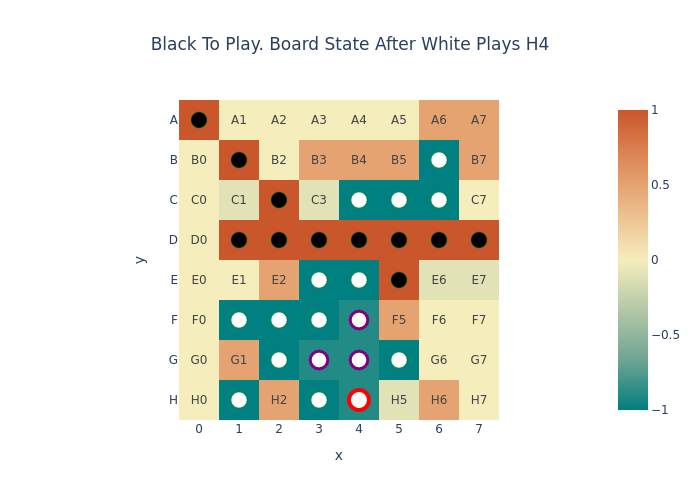 Black To Play. Board State After White Plays H4
A A1 A2 A3 A4 A5 A6 A7 1
B B0 B2 B3 B4 B5 B7
C C0 C1 C3 C7 0.5
D D0
y E E0 E1 E2 E6 E7 0
F F0 F5 F6 F7 −0.5
G G0 G1 G6 G7
H H0 H2 H5 H6 H7 −1
0 1 2 3 4 5 6 7
x